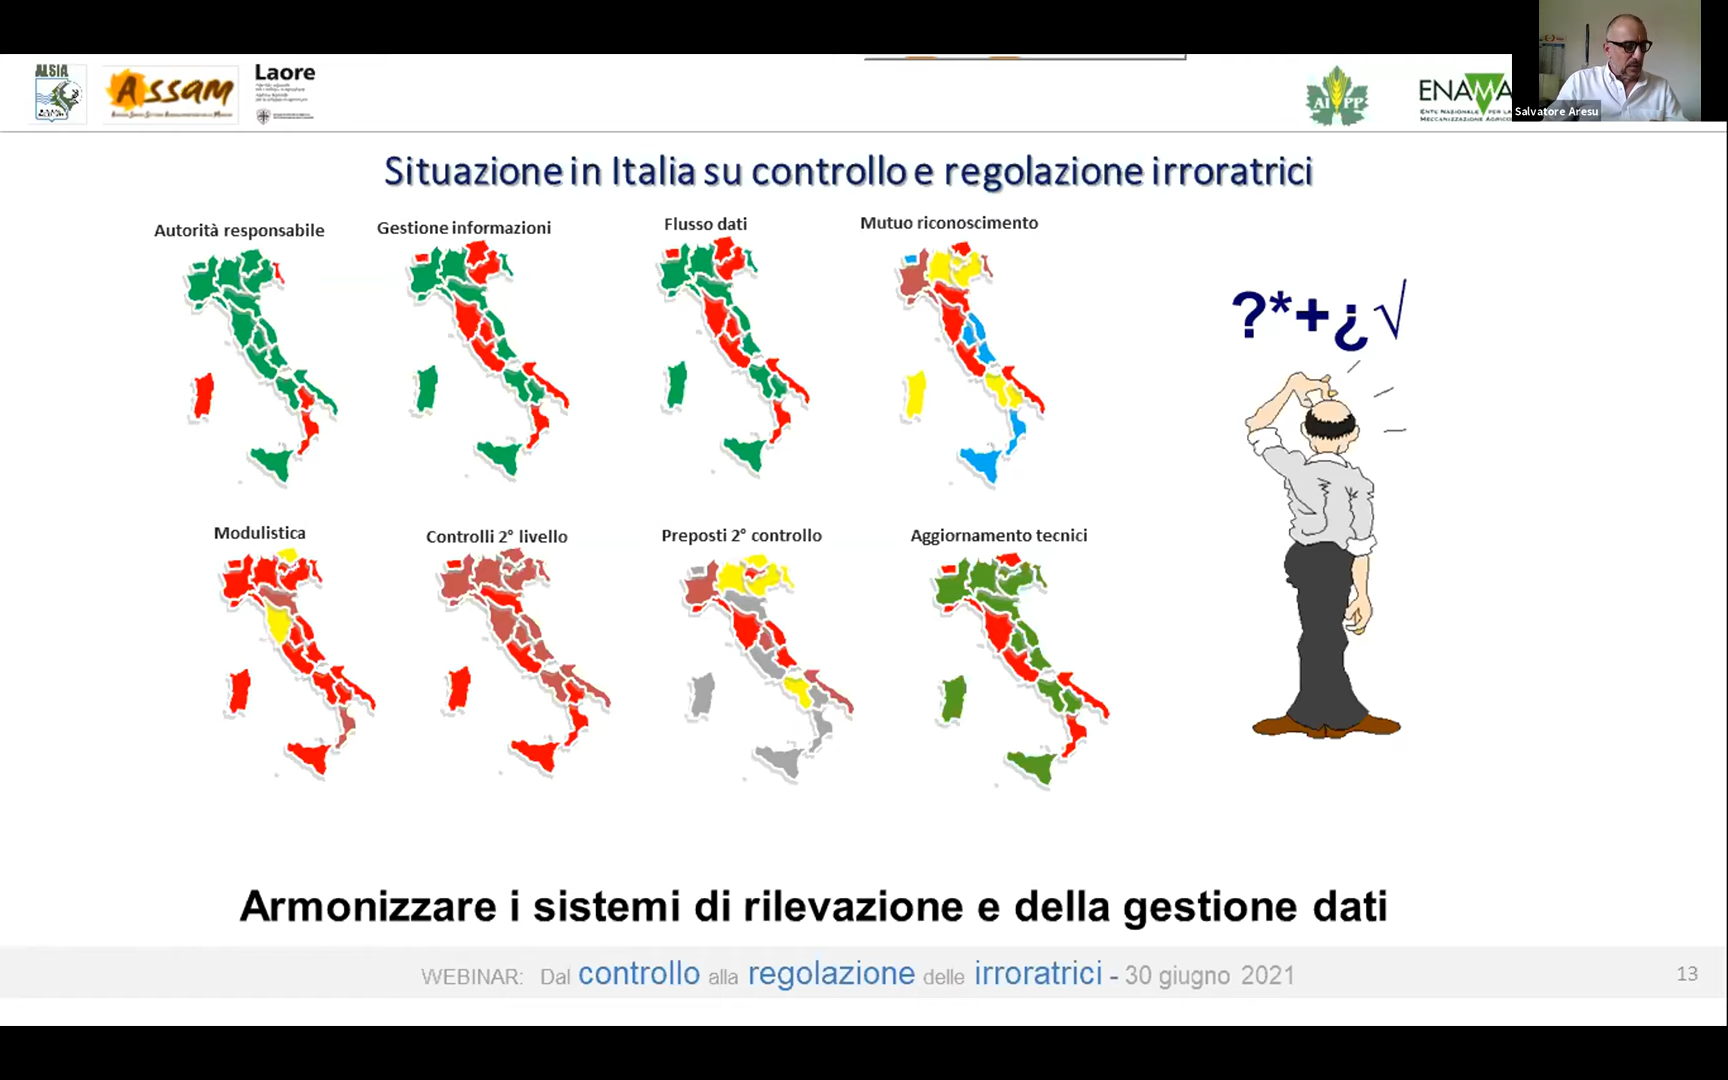 ALSIA
ASSAM
Laore
AIPP
ENAMA
Salvatore Aresu
Situazione in Italia su controllo e regolazione irroratrici
Autorità responsabile
Gestione informazioni
Flusso dati
Mutuo riconoscimento
?*+¿√
Modulistica
Controlli 2° livello
Preposti 2° controllo
Aggiornamento tecnici
Armonizzare i sistemi di rilevazione e della gestione dati
WEBINAR: Dal controllo alla regolazione delle irroratrici - 30 giugno 2021
13